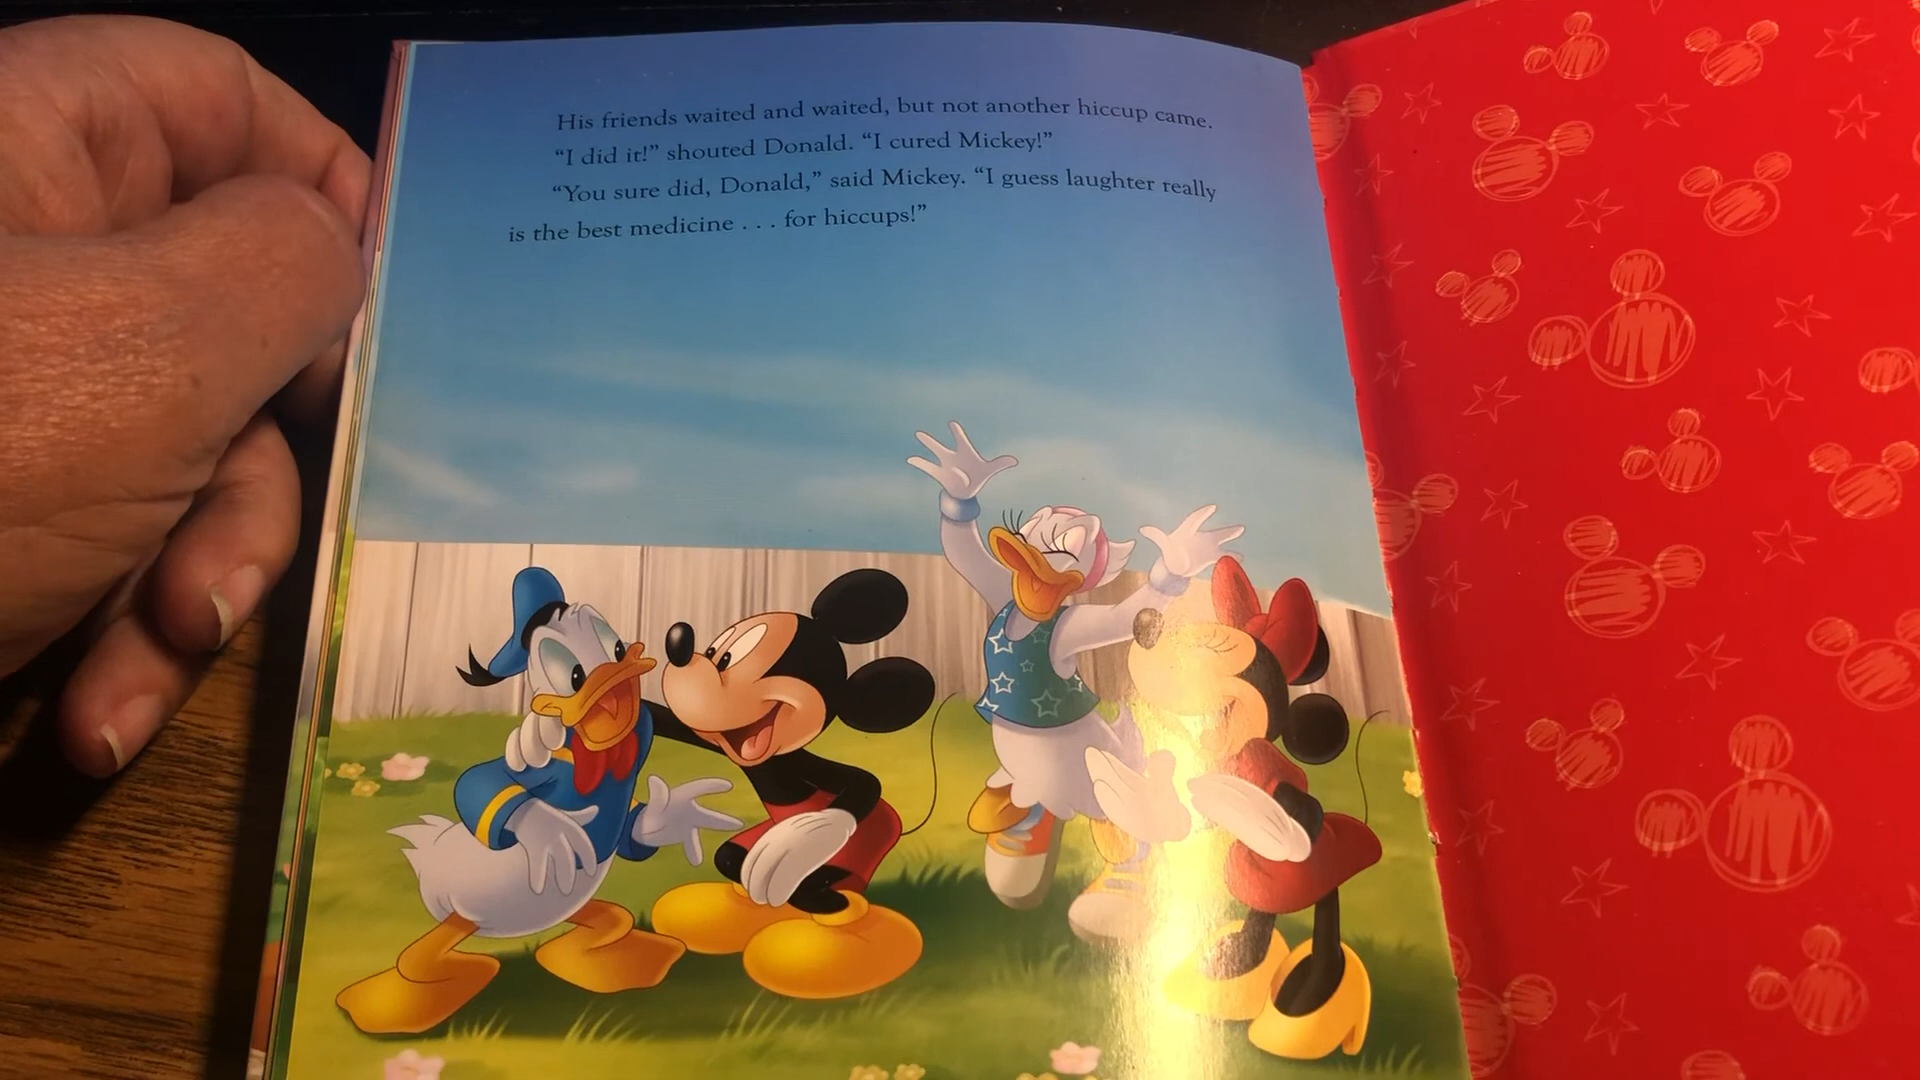 His friends waited and waited, but not another hiccup came.
“I did it!” shouted Donald. “I cured Mickey!”
“You sure did, Donald,” said Mickey. “I guess laughter really
is the best medicine . . . for hiccups!”